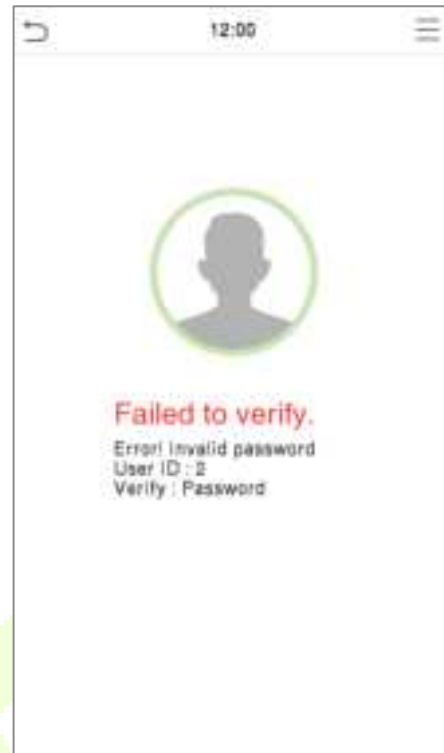 12:00
Failed to verify.
Error! Invalid password
User ID : 2
Verify : Password